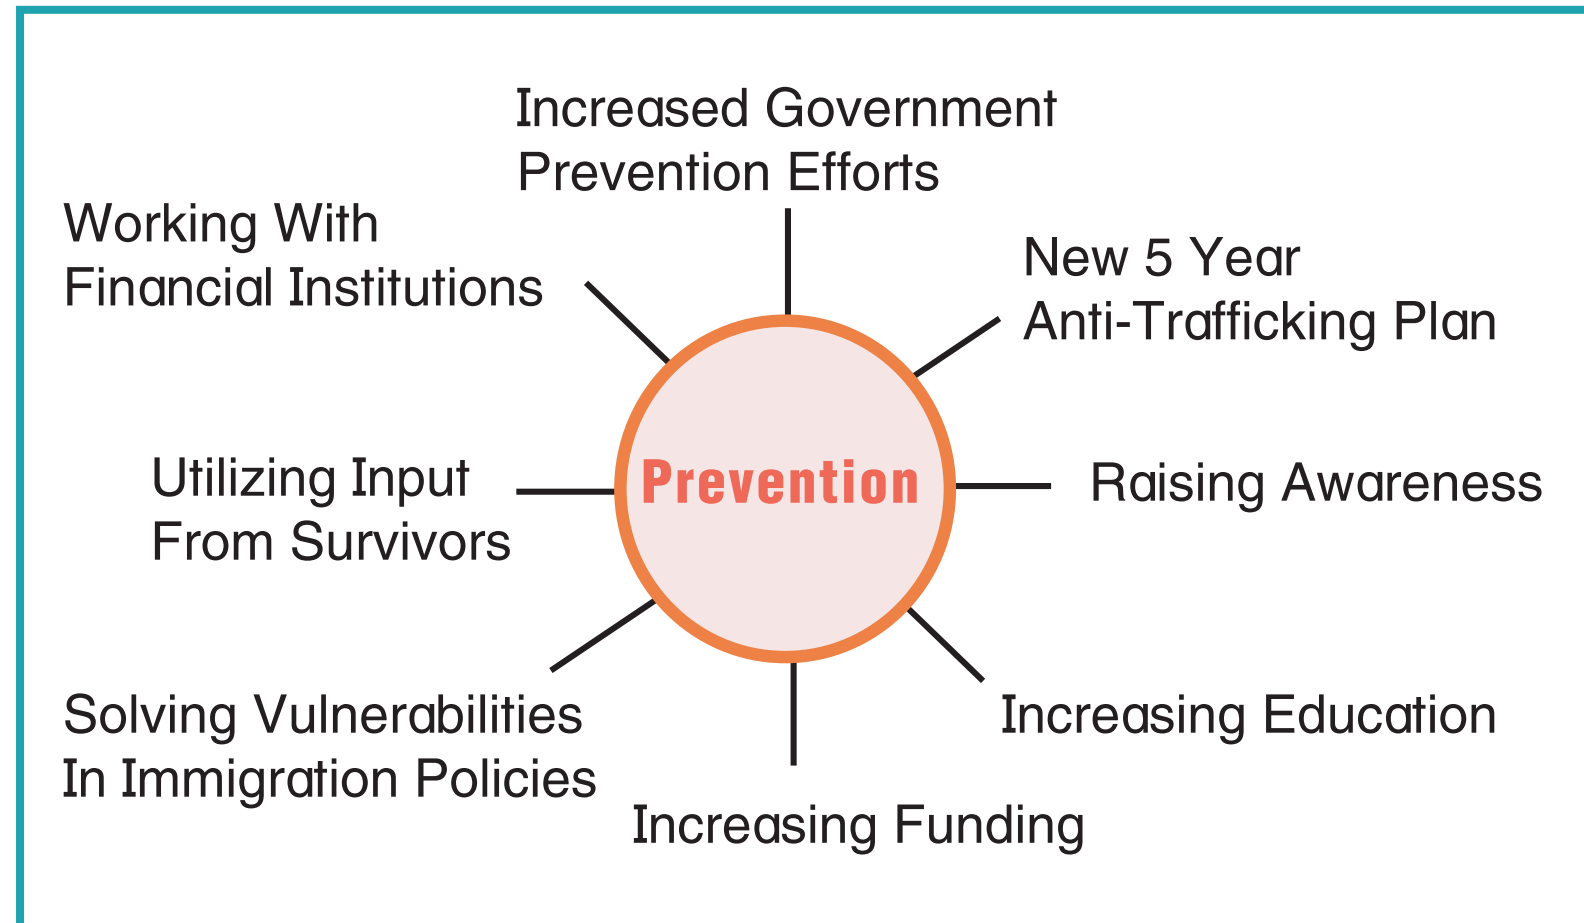 Increased Government
Prevention Efforts
Working With
Financial Institutions
New 5 Year
Anti-Trafficking Plan
Prevention
Utilizing Input
From Survivors
Raising Awareness
Solving Vulnerabilities
In Immigration Policies
Increasing Education
Increasing Funding